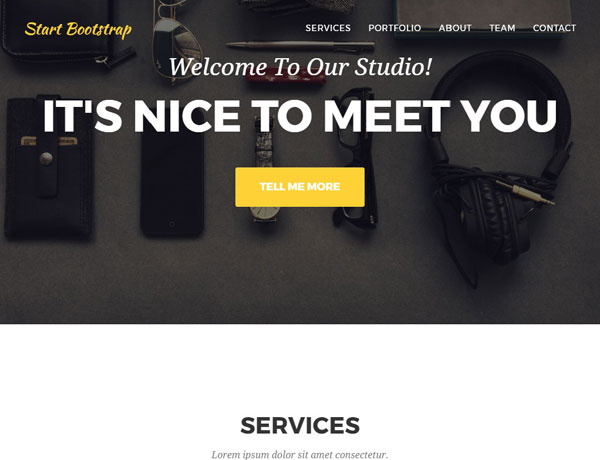 Start Bootstrap
SERVICES PORTFOLIO ABOUT TEAM CONTACT
Welcome To Our Studio!
IT'S NICE TO MEET YOU
TELL ME MORE
SERVICES
Lorem ipsum dolor sit amet consectetur.